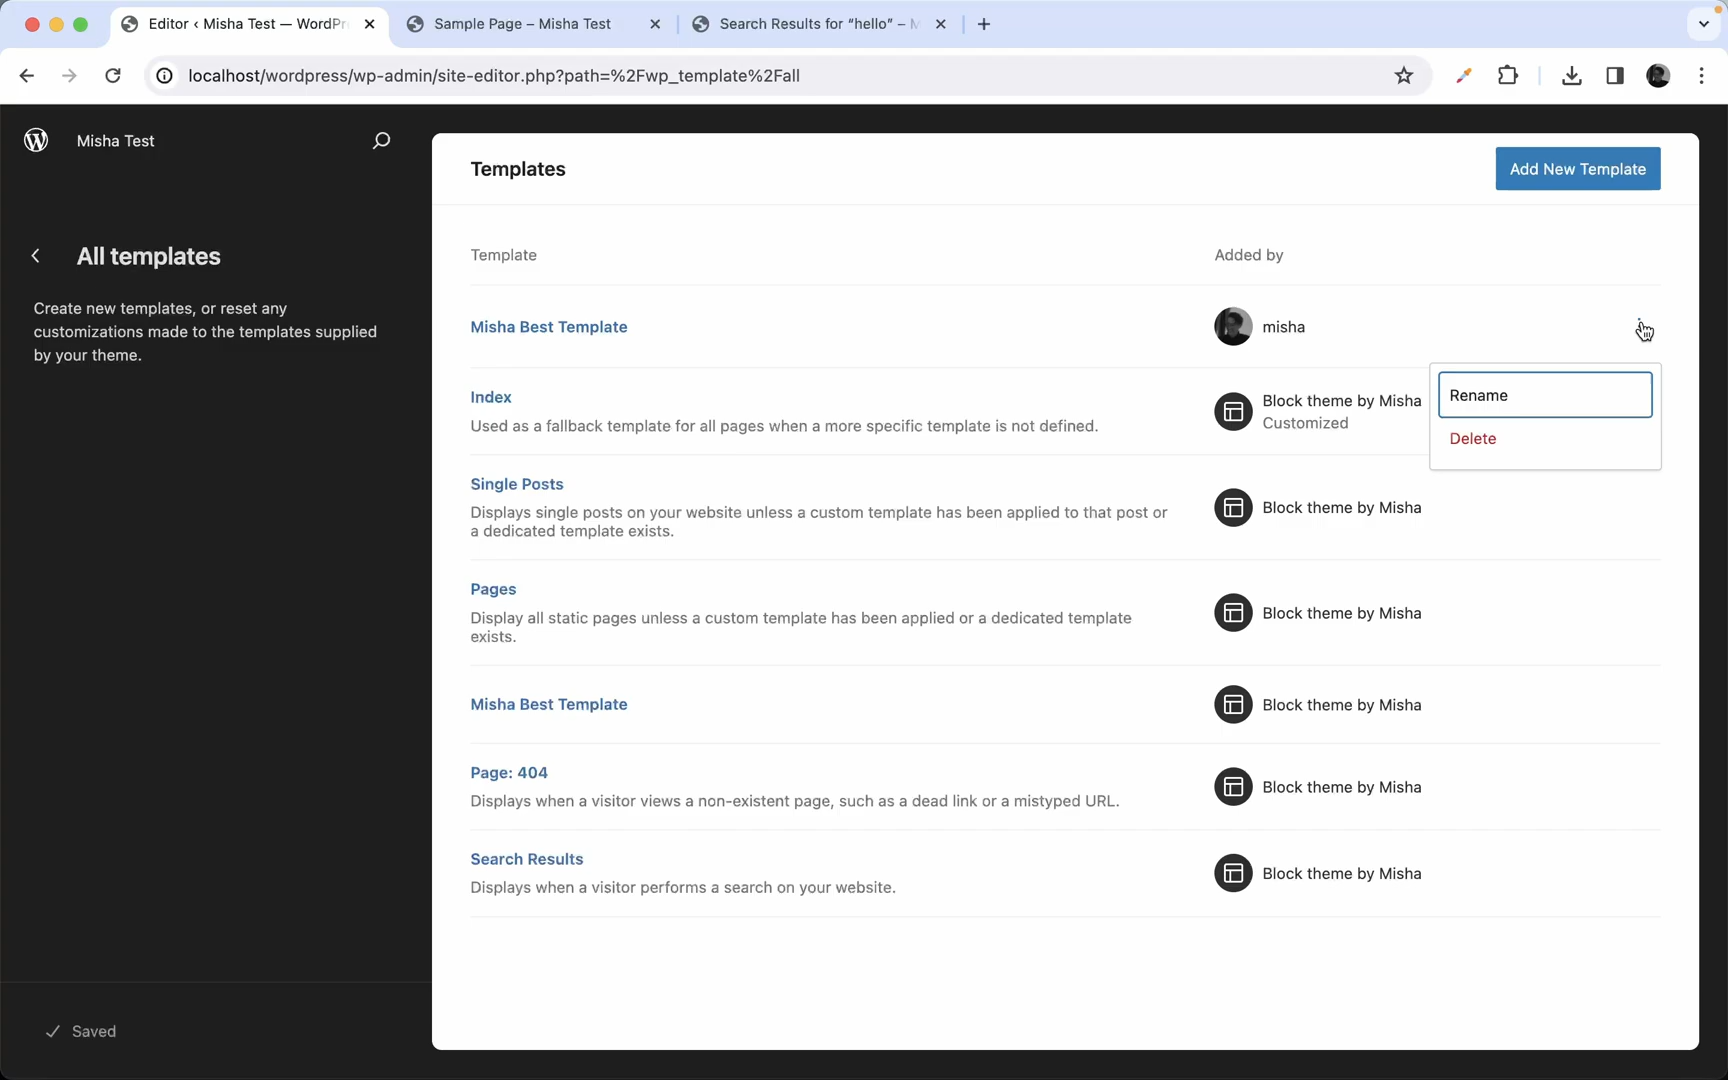 Editor ‹ Misha Test — WordPr
Sample Page – Misha Test
Search Results for “hello” – M
localhost/wordpress/wp-admin/site-editor.php?path=%2Fwp_template%2Fall
Misha Test
Templates
Add New Template
All templates
Create new templates, or reset any
customizations made to the templates supplied
by your theme.
Template
Added by
Misha Best Template
misha
Rename
Delete
Index
Used as a fallback template for all pages when a more specific template is not defined.
Block theme by Misha
Customized
Single Posts
Displays single posts on your website unless a custom template has been applied to that post or
a dedicated template exists.
Block theme by Misha
Pages
Display all static pages unless a custom template has been applied or a dedicated template
exists.
Block theme by Misha
Misha Best Template
Block theme by Misha
Page: 404
Displays when a visitor views a non-existent page, such as a dead link or a mistyped URL.
Block theme by Misha
Search Results
Displays when a visitor performs a search on your website.
Block theme by Misha
Saved